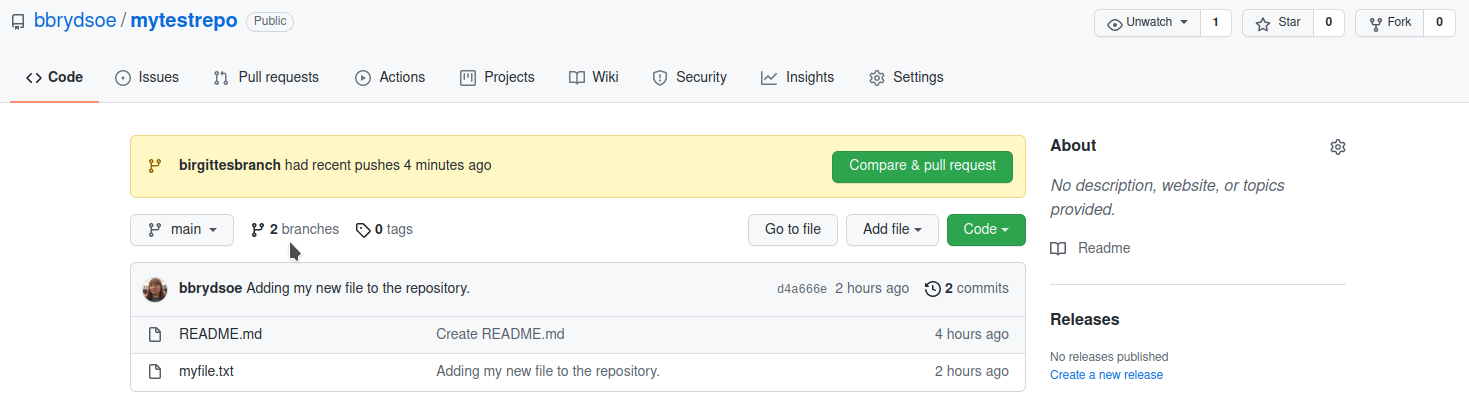 bbrydsoe / mytestrepo Public Unwatch 1 Star 0 Fork 0
Code Issues Pull requests Actions Projects Wiki Security Insights Settings
birgittesbranch had recent pushes 4 minutes ago Compare & pull request
main 2 branches 0 tags Go to file Add file Code
bbrydsoe Adding my new file to the repository. d4a666e 2 hours ago 2 commits
README.md Create README.md 4 hours ago
myfile.txt Adding my new file to the repository. 2 hours ago
About
No description, website, or topics
provided.
Readme
Releases
No releases published
Create a new release